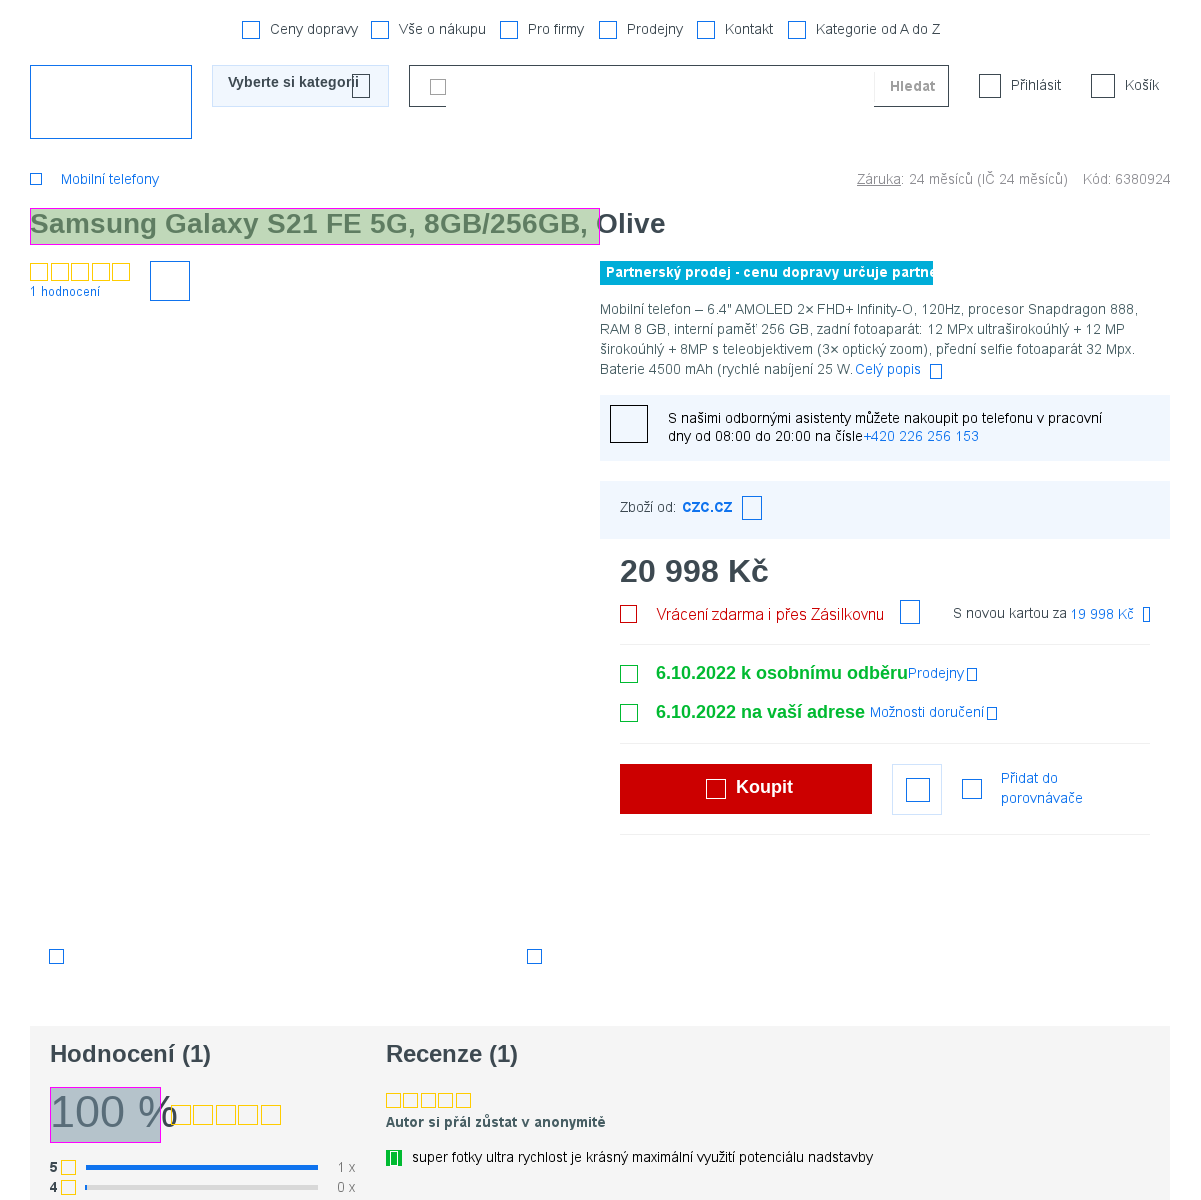 Ceny dopravy Vše o nákupu Pro firmy Prodejny Kontakt Kategorie od A do Z
Vyberte si kategorii Hledat Přihlásit Košík
Mobilní telefony Záruka: 24 měsíců (IČ 24 měsíců) Kód: 6380924
Samsung Galaxy S21 FE 5G, 8GB/256GB, Olive
1 hodnocení
Partnerský prodej - cenu dopravy určuje
Mobilní telefon – 6.4" AMOLED 2× FHD+ Infinity-O, 120Hz, procesor Snapdragon 888,
RAM 8 GB, interní paměť 256 GB, zadní fotoaparát: 12 MPx ultraširokoúhlý + 12 MP
širokoúhlý + 8MP s teleobjektivem (3× optický zoom), přední selfie fotoaparát 32 Mpx.
Baterie 4500 mAh (rychlé nabíjení 25 W. Celý popis
S našimi odbornými asistenty můžete nakoupit po telefonu v pracovní
dny od 08:00 do 20:00 na čísle+420 226 256 153
Zboží od: czc.cz
20 998 Kč
Vrácení zdarma i přes Zásilkovnu S novou kartou za 19 998 Kč
6.10.2022 k osobnímu odběru Prodejny
6.10.2022 na vaší adrese Možnosti doručení
Koupit Přidat do
porovnávače
Hodnocení (1)
100 %
5 1 x
4 0 x
Recenze (1)
Autor si přál zůstat v anonymitě
super fotky ultra rychlost je krásný maximální využití potenciálu nadstavby